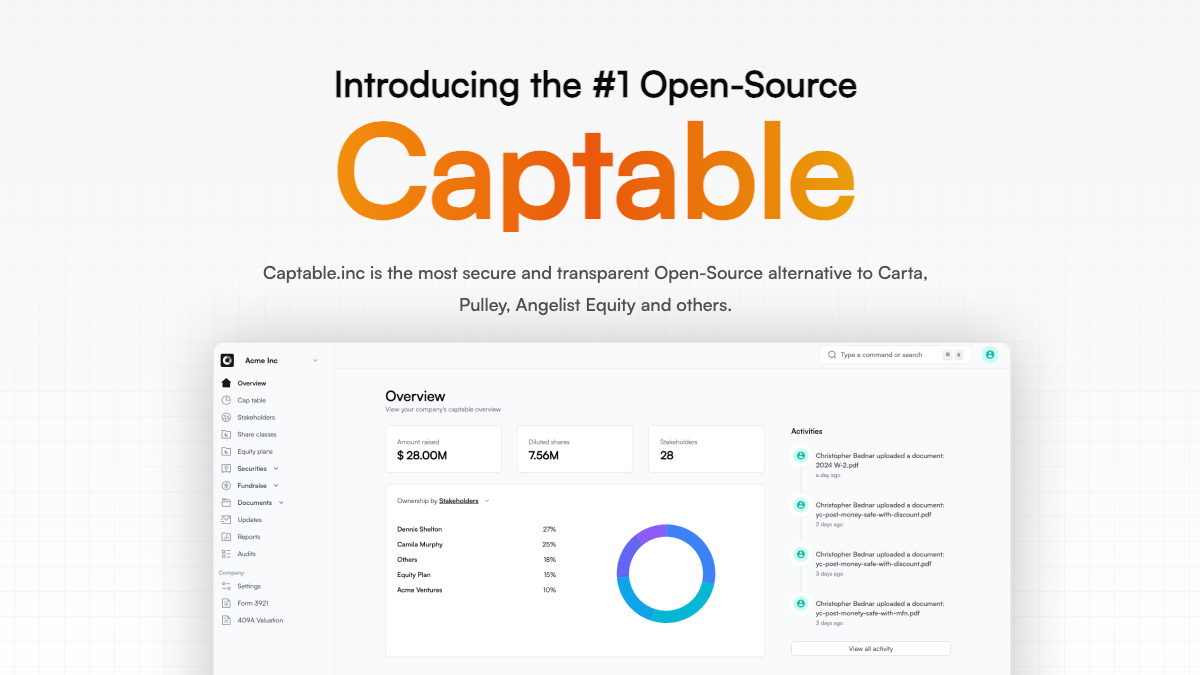 Introducing the #1 Open-Source
Captable
Captable.inc is the most secure and transparent Open-Source alternative to Carta,
Pulley, Angelist Equity and others.
Acme Inc
Overview
Cap table
Stakeholders
Share classes
Equity plans
Securities
Fundraise
Documents
Updates
Reports
Audits
Company
Settings
Form 3921
409A Valuation
Type a command or search
⌘ K
Overview
View your company's captable overview
Amount raised
$ 28.00M
Diluted shares
7.56M
Stakeholders
28
Ownership by Stakeholders
Dennis Shelton 27%
Camila Murphy 25%
Others 18%
Equity Plan 15%
Acme Ventures 10%
Activities
Christopher Bednar uploaded a document:
2024 W-2.pdf
a day ago
Christopher Bednar uploaded a document:
yc-post-money-safe-with-discount.pdf
2 days ago
Christopher Bednar uploaded a document:
yc-post-money-safe-with-discount.pdf
3 days ago
Christopher Bednar uploaded a document:
yc-post-monety-safe-with-mfn.pdf
3 days ago
View all activity